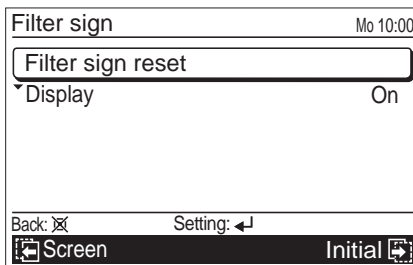 Filter sign Mo 10:00
Filter sign reset
Display On
Back: Setting:
Screen Initial